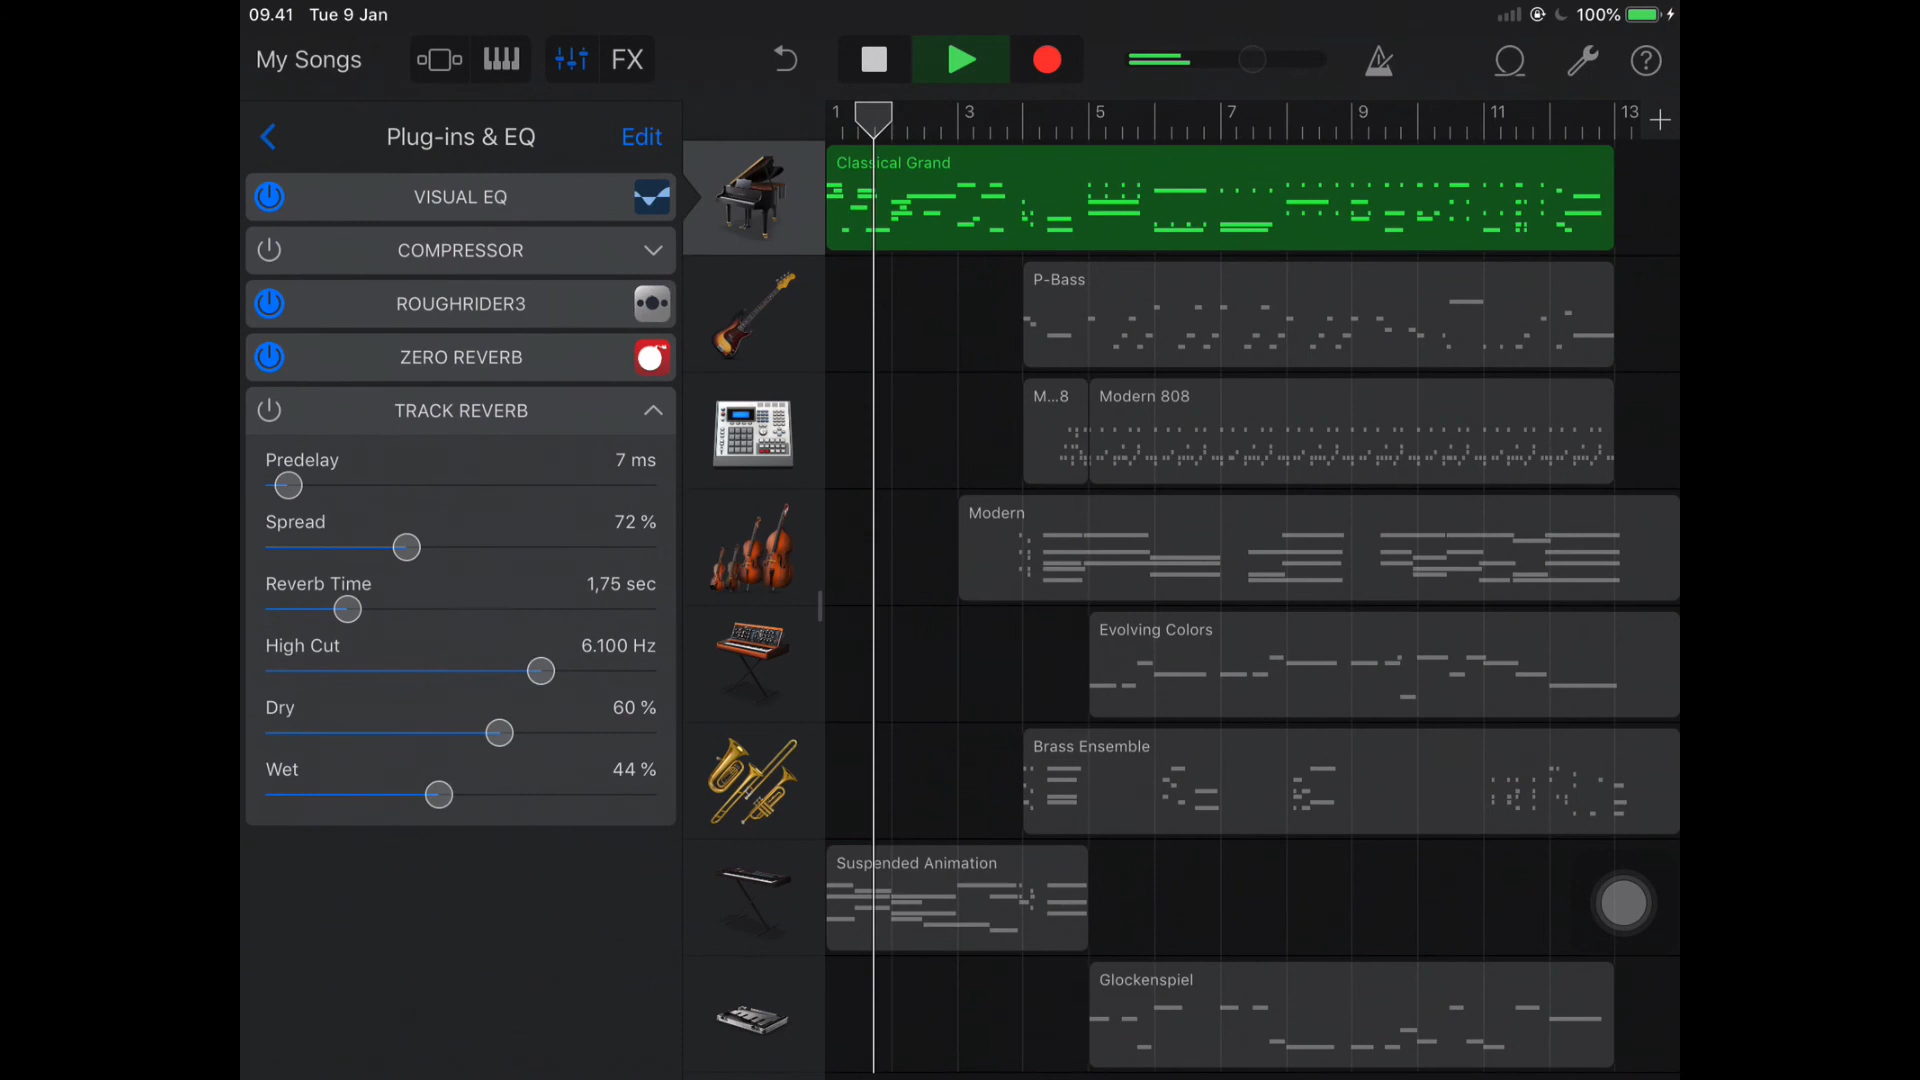 09.41 Tue 9 Jan
100%
My Songs
FX
?
Plug-ins & EQ
Edit
1 3 5 7 9 11 13
VISUAL EQ
COMPRESSOR
ROUGHRIDER3
ZERO REVERB
TRACK REVERB
Predelay 7 ms
Spread 72 %
Reverb Time 1,75 sec
High Cut 6.100 Hz
Dry 60 %
Wet 44 %
Classical Grand
P-Bass
M...8 Modern 808
Modern
Evolving Colors
Brass Ensemble
Suspended Animation
Glockenspiel